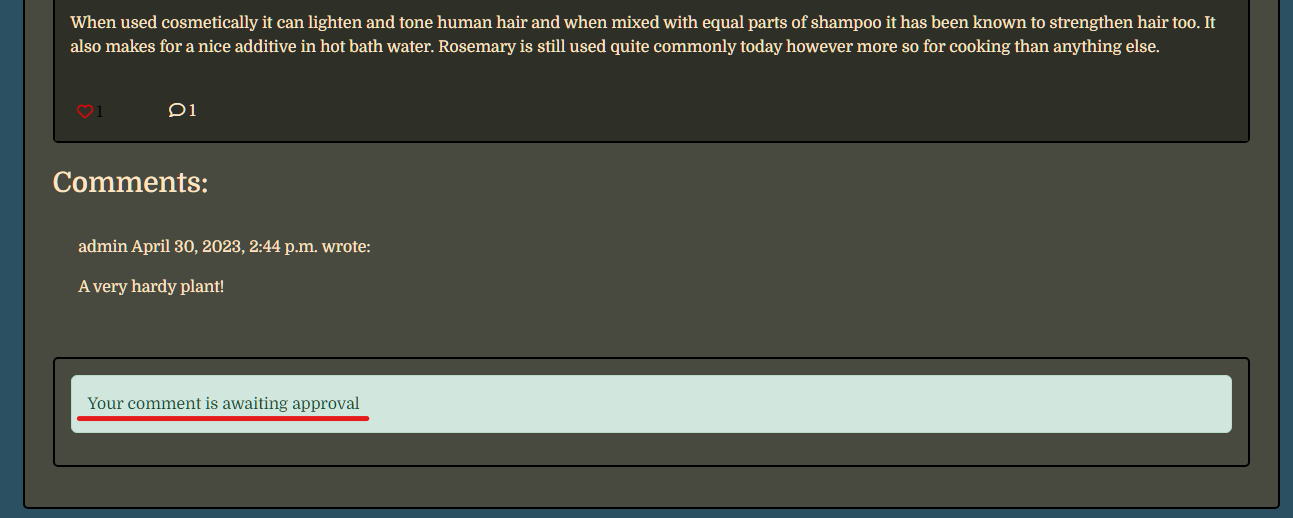 When used cosmetically it can lighten and tone human hair and when mixed with equal parts of shampoo it has been known to strengthen hair too. It
also makes for a nice additive in hot bath water. Rosemary is still used quite commonly today however more so for cooking than anything else.
1 1
Comments:
admin April 30, 2023, 2:44 p.m. wrote:
A very hardy plant!
Your comment is awaiting approval